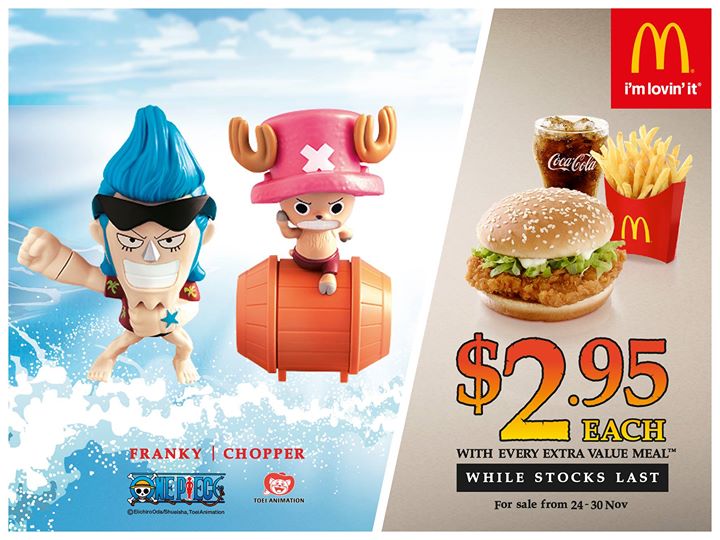 FRANKY | CHOPPER
ONE PIECE
TOEI ANIMATION
©Eiichiro Oda/Shueisha, Toei Animation
M
i'm lovin' it®
Coca-Cola
M
$2.95
EACH
WITH EVERY EXTRA VALUE MEAL™
WHILE STOCKS LAST
For sale from 24-30 Nov